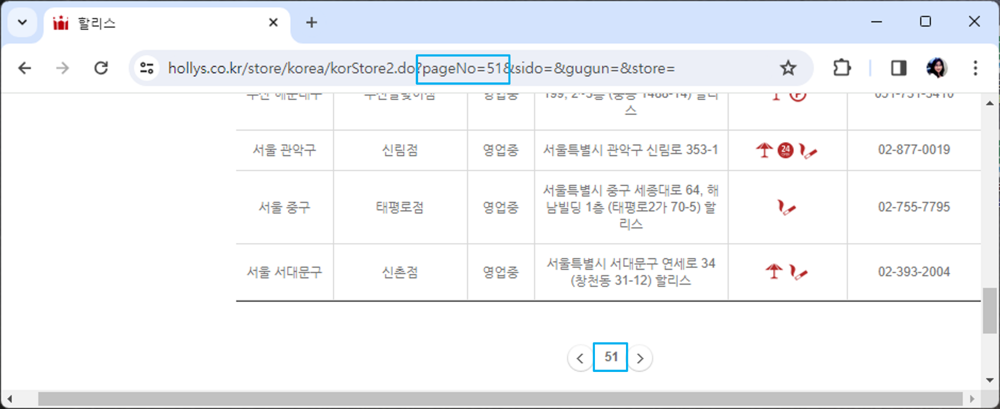 할리스
hollys.co.kr/store/korea/korStore2.do?pageNo=51&sido=&gugun=&store=
스
서울 관악구 신림점 영업중 서울특별시 관악구 신림로 353-1 24 02-877-0019
서울특별시 중구 세종대로 64, 해
서울 중구 태평로점 영업중 남빌딩 1층 (태평로2가 70-5) 할 02-755-7795
리스
서울특별시 서대문구 연세로 34
서울 서대문구 신촌점 영업중 (창천동 31-12) 할리스 02-393-2004
51